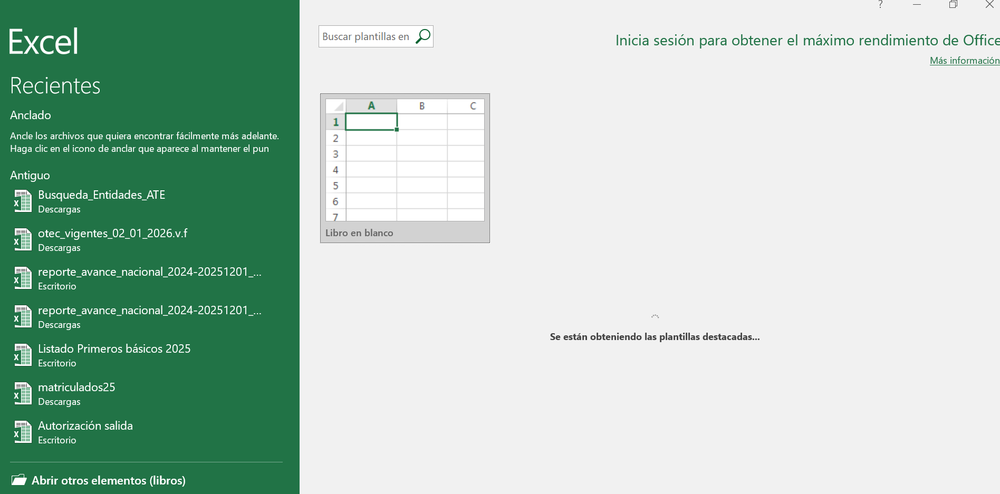 Excel
Recientes
Anclado
Ancle los archivos que quiera encontrar fácilmente más adelante.
Haga clic en el icono de anclar que aparece al mantener el pun
Antiguo
Busqueda_Entidades_ATE
Descargas
otec_vigentes_02_01_2026.v.f
Descargas
reporte_avance_nacional_2024-20251201_...
Escritorio
reporte_avance_nacional_2024-20251201_...
Descargas
Listado Primeros básicos 2025
Escritorio
matriculados25
Descargas
Autorización salida
Escritorio
Abrir otros elementos (libros)
?
Buscar plantillas en
Inicia sesión para obtener el máximo rendimiento de Office
Más información
A B C
1
2
3
4
5
6
7
Libro en blanco
Se están obteniendo las plantillas destacadas...